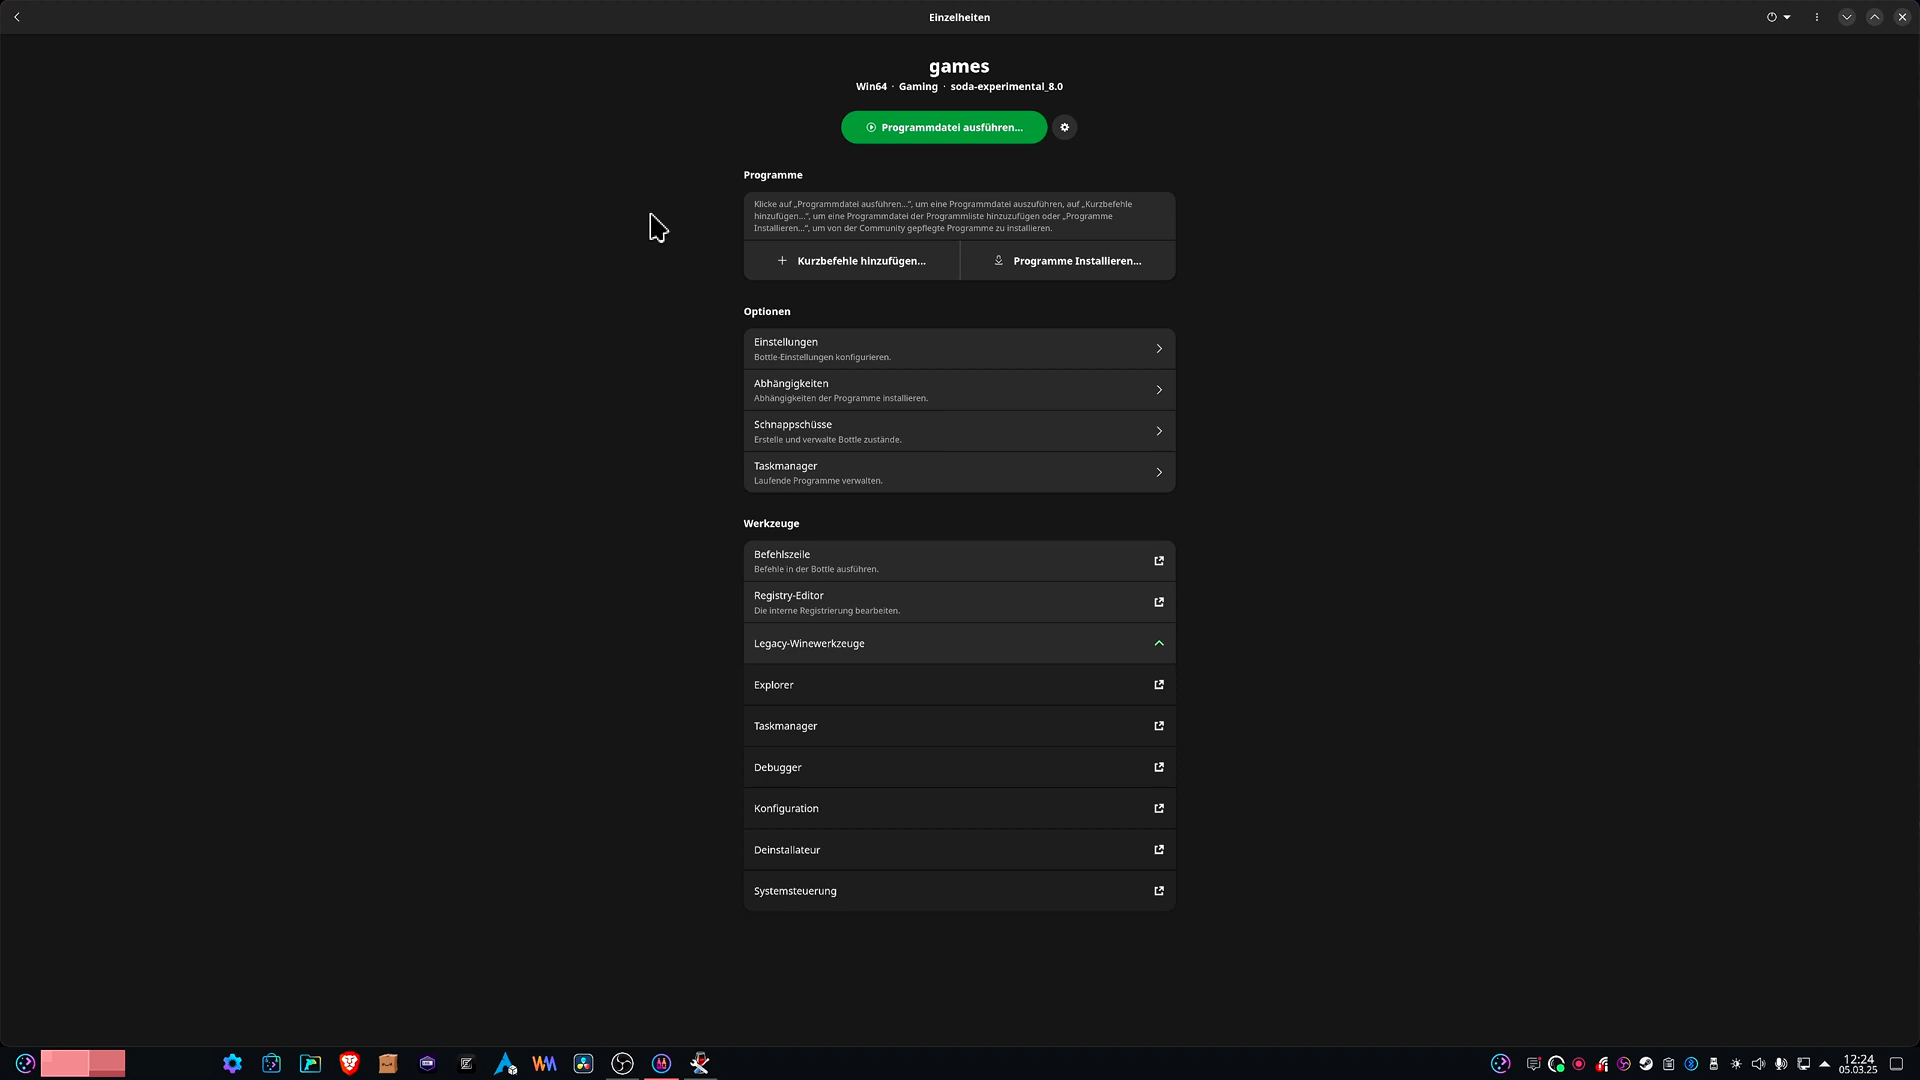 Einzelheiten
games
Win64 · Gaming · soda-experimental_8.0
Programmdatei ausführen...
Programme
Klicke auf „Programmdatei ausführen...“, um eine Programmdatei auszuführen, auf „Kurzbefehle
hinzufügen...“, um eine Programmdatei der Programmliste hinzuzufügen oder „Programme
Installieren...“, um von der Community gepflegte Programme zu installieren.
Kurzbefehle hinzufügen...
Programme Installieren...
Optionen
Einstellungen
Bottle-Einstellungen konfigurieren.
Abhängigkeiten
Abhängigkeiten der Programme installieren.
Schnappschüsse
Erstelle und verwalte Bottle zustände.
Taskmanager
Laufende Programme verwalten.
Werkzeuge
Befehlszeile
Befehle in der Bottle ausführen.
Registry-Editor
Die interne Registrierung bearbeiten.
Legacy-Winewerkzeuge
Explorer
Taskmanager
Debugger
Konfiguration
Deinstallateur
Systemsteuerung
12:24
05.03.25